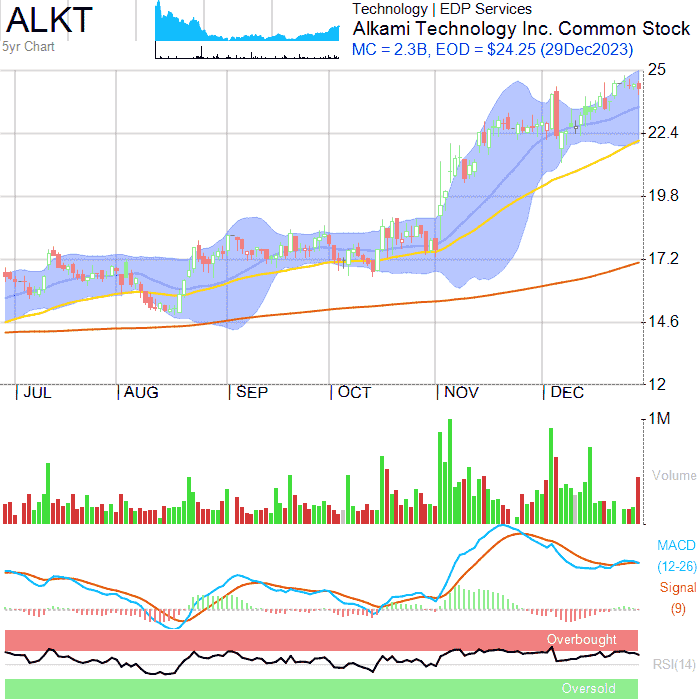 ALKT
5yr Chart
Technology | EDP Services
Alkami Technology Inc. Common Stock
MC = 2.3B, EOD = $24.25 (29Dec2023)
25
22.4
19.8
17.2
14.6
12
JUL
AUG
SEP
OCT
NOV
DEC
1M
Volume
MACD
(12-26)
Signal
(9)
Overbought
RSI(14)
Oversold